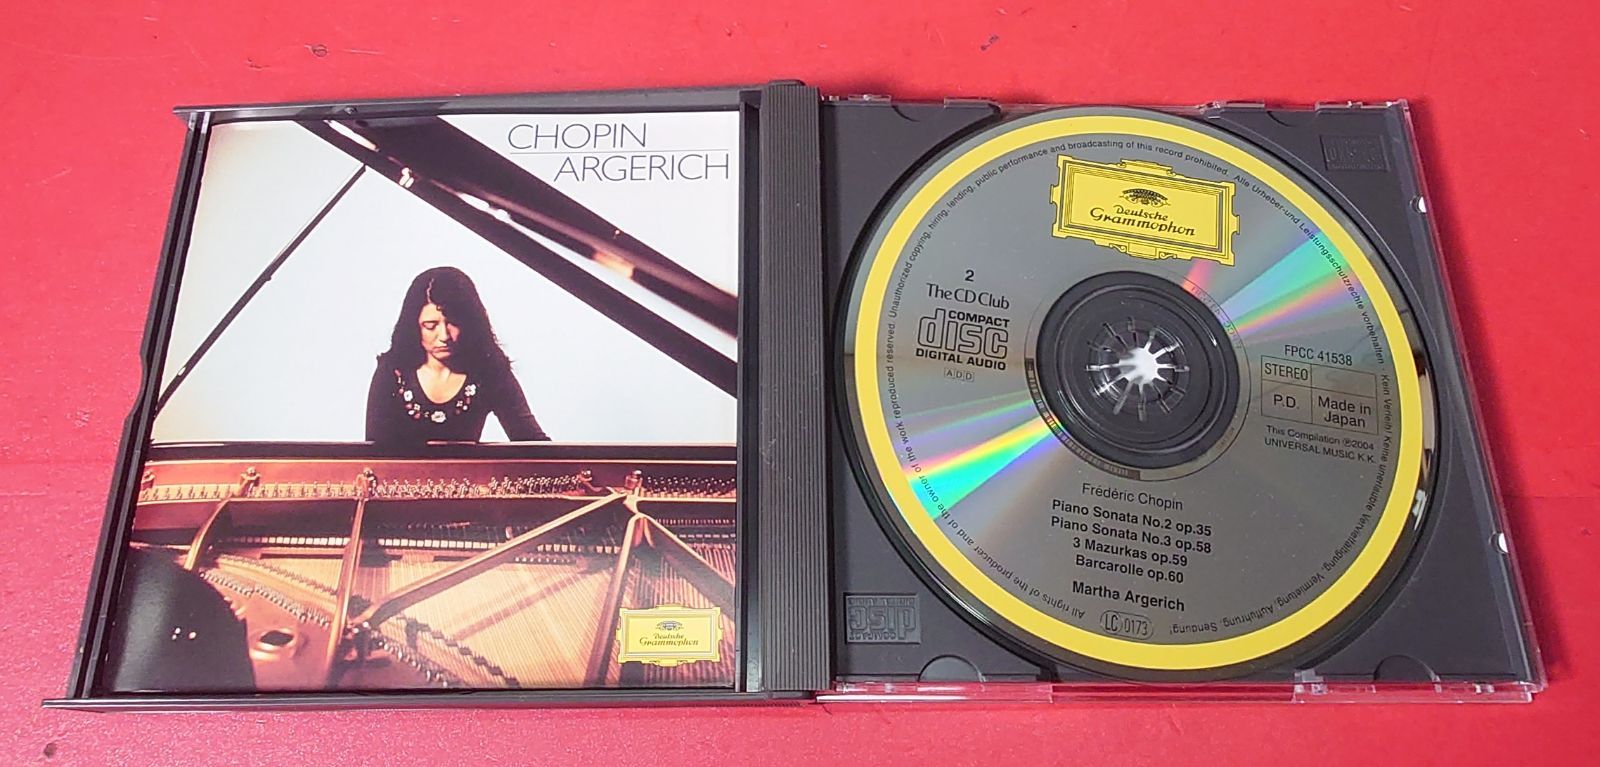 CHOPIN
ARGERICH
Deutsche
Grammophon
Deutsche
Grammophon
2
The CD Club
COMPACT
disc
DIGITAL AUDIO
ADD
FPCC 41538
STEREO
P.D.
Made in
Japan
This Compilation ℗2004
UNIVERSAL MUSIC K.K.
Frédéric Chopin
Piano Sonata No.2 op.35
Piano Sonata No.3 op.58
3 Mazurkas op.59
Barcarolle op.60
Martha Argerich
LC 0173
All rights of the producer and of the owner of the work reproduced reserved. Unauthorized copying, hiring, lending, public performance and broadcasting of this record prohibited. Alle Urheber-und Leistungsschutzrechte vorbehalten · Kein Verleih! Keine unerlaubte Vervielfältigung, Vermietung, Aufführung, Sendung!
COMPACT
disc